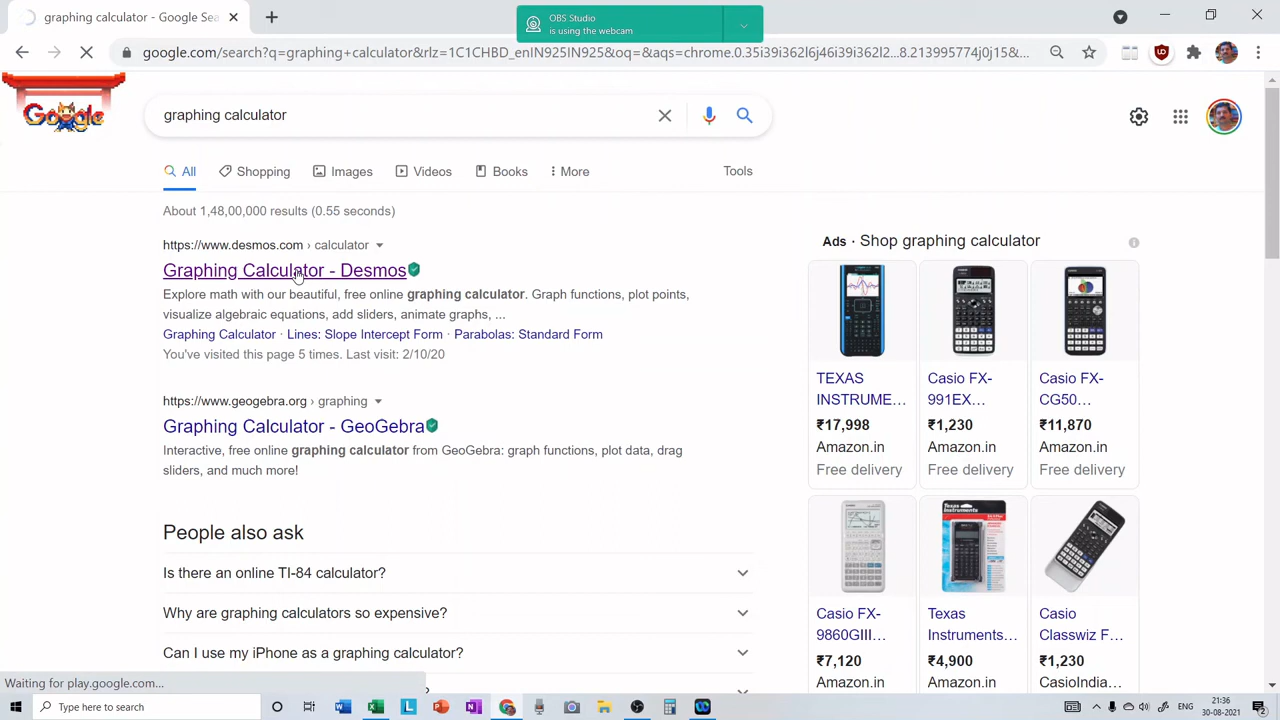 graphing calculator - Google Se
OBS Studio
is using the webcam
google.com/search?q=graphing+calculator&rlz=1C1CHBD_enIN925IN925&oq=&aqs=chrome.0.35i39i362l6j46i39i362l2...8.213995774j0j15&...
Google
graphing calculator
All
Shopping
Images
Videos
Books
More
Tools
About 1,48,00,000 results (0.55 seconds)
https://www.desmos.com › calculator
Graphing Calculator - Desmos
Explore math with our beautiful, free online graphing calculator. Graph functions, plot points,
visualize algebraic equations, add sliders, animate graphs, ...
Graphing Calculator · Lines: Slope Intercept Form · Parabolas: Standard Form
You've visited this page 5 times. Last visit: 2/10/20
https://www.geogebra.org › graphing
Graphing Calculator - GeoGebra
Interactive, free online graphing calculator from GeoGebra: graph functions, plot data, drag
sliders, and much more!
People also ask
Is there an online TI-84 calculator?
Why are graphing calculators so expensive?
Can I use my iPhone as a graphing calculator?
Ads · Shop graphing calculator
TEXAS
INSTRUME...
₹17,998
Amazon.in
Free delivery
Casio FX-
991EX...
₹1,230
Amazon.in
Free delivery
Casio FX-
CG50...
₹11,870
Amazon.in
Free delivery
Casio FX-
9860GIII...
₹7,120
Amazon.in
Texas
Instruments...
₹4,900
Amazon.in
Casio
Classwiz F...
₹1,230
CasioIndia...
Waiting for play.google.com...
Type here to search
ENG
21:36
30-08-2021